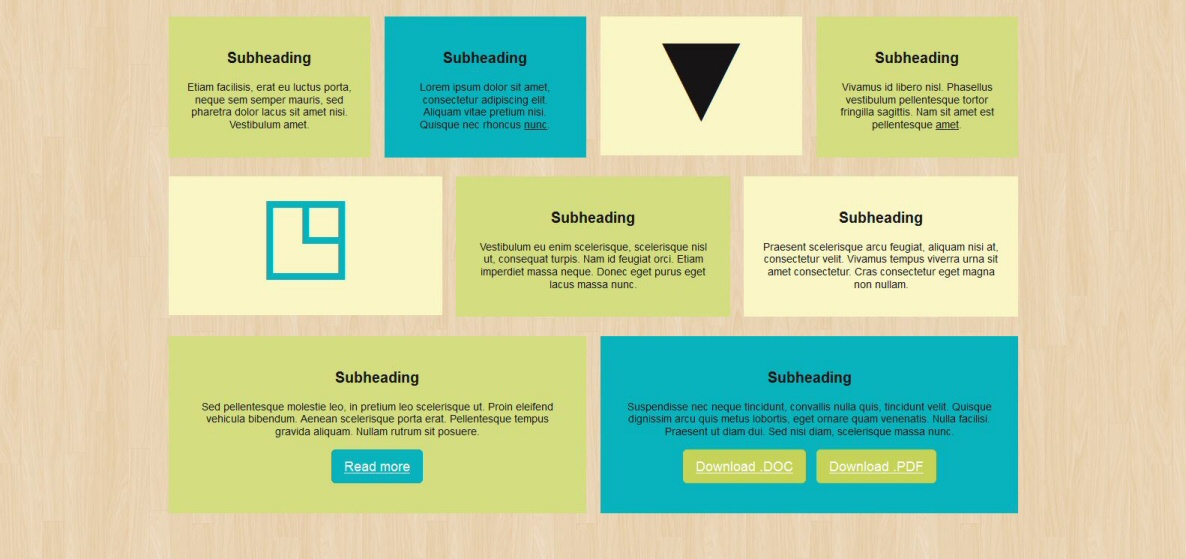 Subheading
Etiam facilisis, erat eu luctus porta,
neque sem semper mauris, sed
pharetra dolor lacus sit amet nisi.
Vestibulum amet.
Subheading
Lorem ipsum dolor sit amet,
consectetur adipiscing elit.
Aliquam vitae pretium nisi.
Quisque nec rhoncus nunc.
Subheading
Vivamus id libero nisl. Phasellus
vestibulum pellentesque tortor
fringilla sagittis. Nam sit amet est
pellentesque amet.
Subheading
Vestibulum eu enim scelerisque, scelerisque nisl
ut, consequat turpis. Nam id feugiat orci. Etiam
imperdiet massa neque. Donec eget purus eget
lacus massa nunc.
Subheading
Praesent scelerisque arcu feugiat, aliquam nisi at,
consectetur velit. Vivamus tempus viverra urna sit
amet consectetur. Cras consectetur eget magna
non nullam.
Subheading
Sed pellentesque molestie leo, in pretium leo scelerisque ut. Proin eleifend
vehicula bibendum. Aenean scelerisque porta erat. Pellentesque tempus
gravida aliquam. Nullam rutrum sit posuere.
Read more
Subheading
Suspendisse nec neque tincidunt, convallis nulla quis, tincidunt velit. Quisque
dignissim arcu quis metus lobortis, eget ornare quam venenatis. Nulla facilisi.
Praesent ut diam dui. Sed nisi diam, scelerisque massa nunc.
Download .DOC Download .PDF